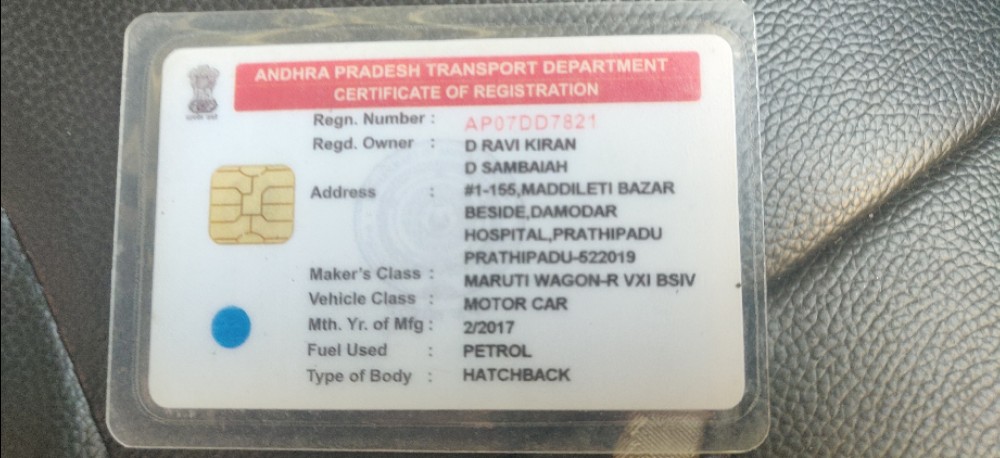 ANDHRA PRADESH TRANSPORT DEPARTMENT
CERTIFICATE OF REGISTRATION
Regn. Number : AP07DD7821
Regd. Owner : D RAVI KIRAN
D SAMBAIAH
Address : #1-155,MADDILETI BAZAR
BESIDE,DAMODAR
HOSPITAL,PRATHIPADU
PRATHIPADU-522019
Maker's Class : MARUTI WAGON-R VXI BSIV
Vehicle Class : MOTOR CAR
Mth. Yr. of Mfg : 2/2017
Fuel Used : PETROL
Type of Body : HATCHBACK